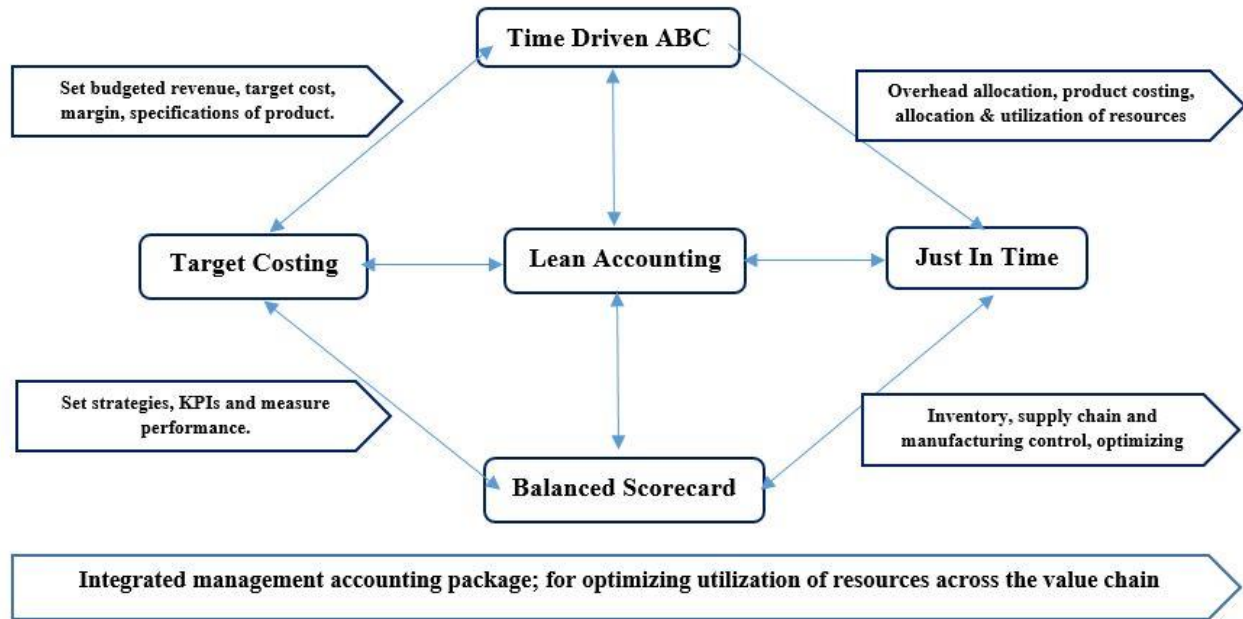 Time Driven ABC
Set budgeted revenue, target cost,
margin, specifications of product.
Overhead allocation, product costing,
allocation & utilization of resources
Target Costing
Lean Accounting
Just In Time
Set strategies, KPIs and measure
performance.
Inventory, supply chain and
manufacturing control, optimizing
Balanced Scorecard
Integrated management accounting package; for optimizing utilization of resources across the value chain